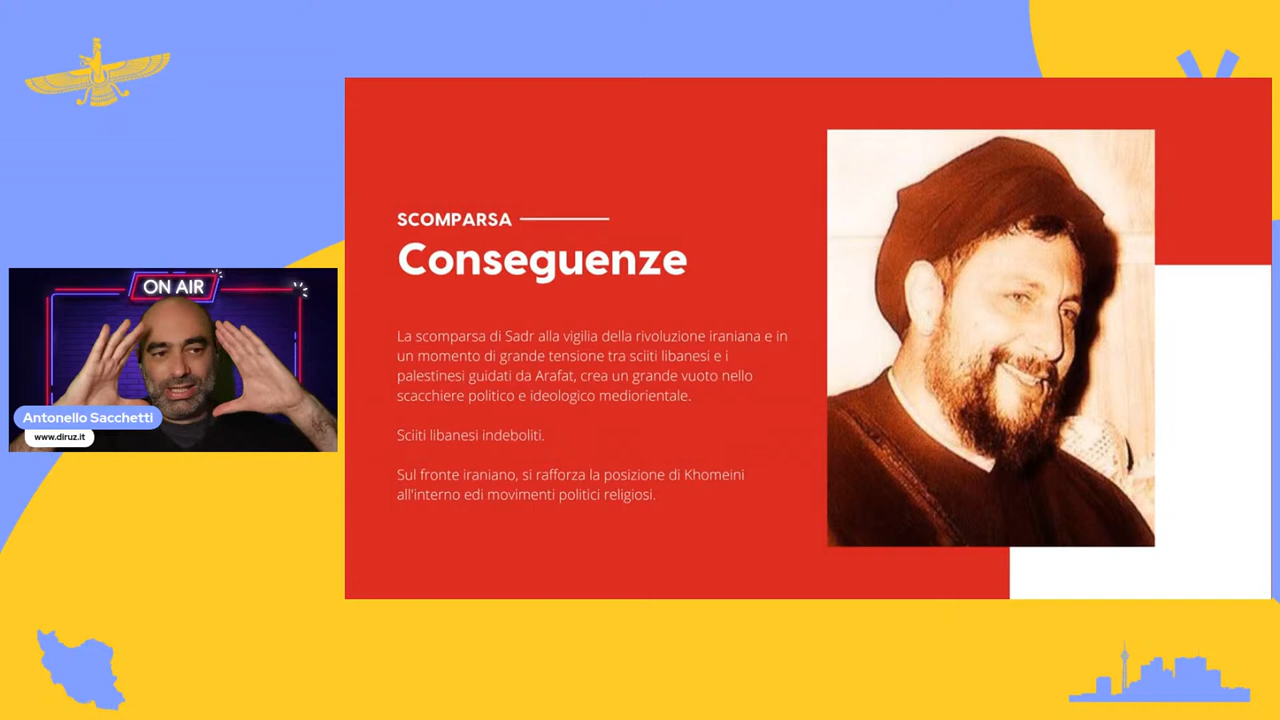 SCOMPARSA
Conseguenze
La scomparsa di Sadr alla vigilia della rivoluzione iraniana e in
un momento di grande tensione tra sciiti libanesi e i
palestinesi guidati da Arafat, crea un grande vuoto nello
scacchiere politico e ideologico mediorientale.
Sciiti libanesi indeboliti.
Sul fronte iraniano, si rafforza la posizione di Khomeini
all'interno edi movimenti politici religiosi.
ON AIR
Antonello Sacchetti
www.diruz.it